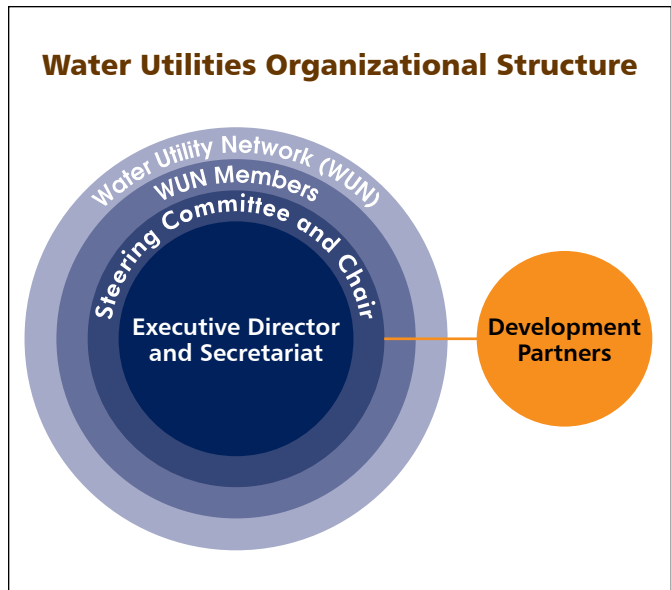 Water Utilities Organizational Structure
Water Utility Network (WUN)
WUN Members
Steering Committee and Chair
Executive Director
and Secretariat
Development
Partners